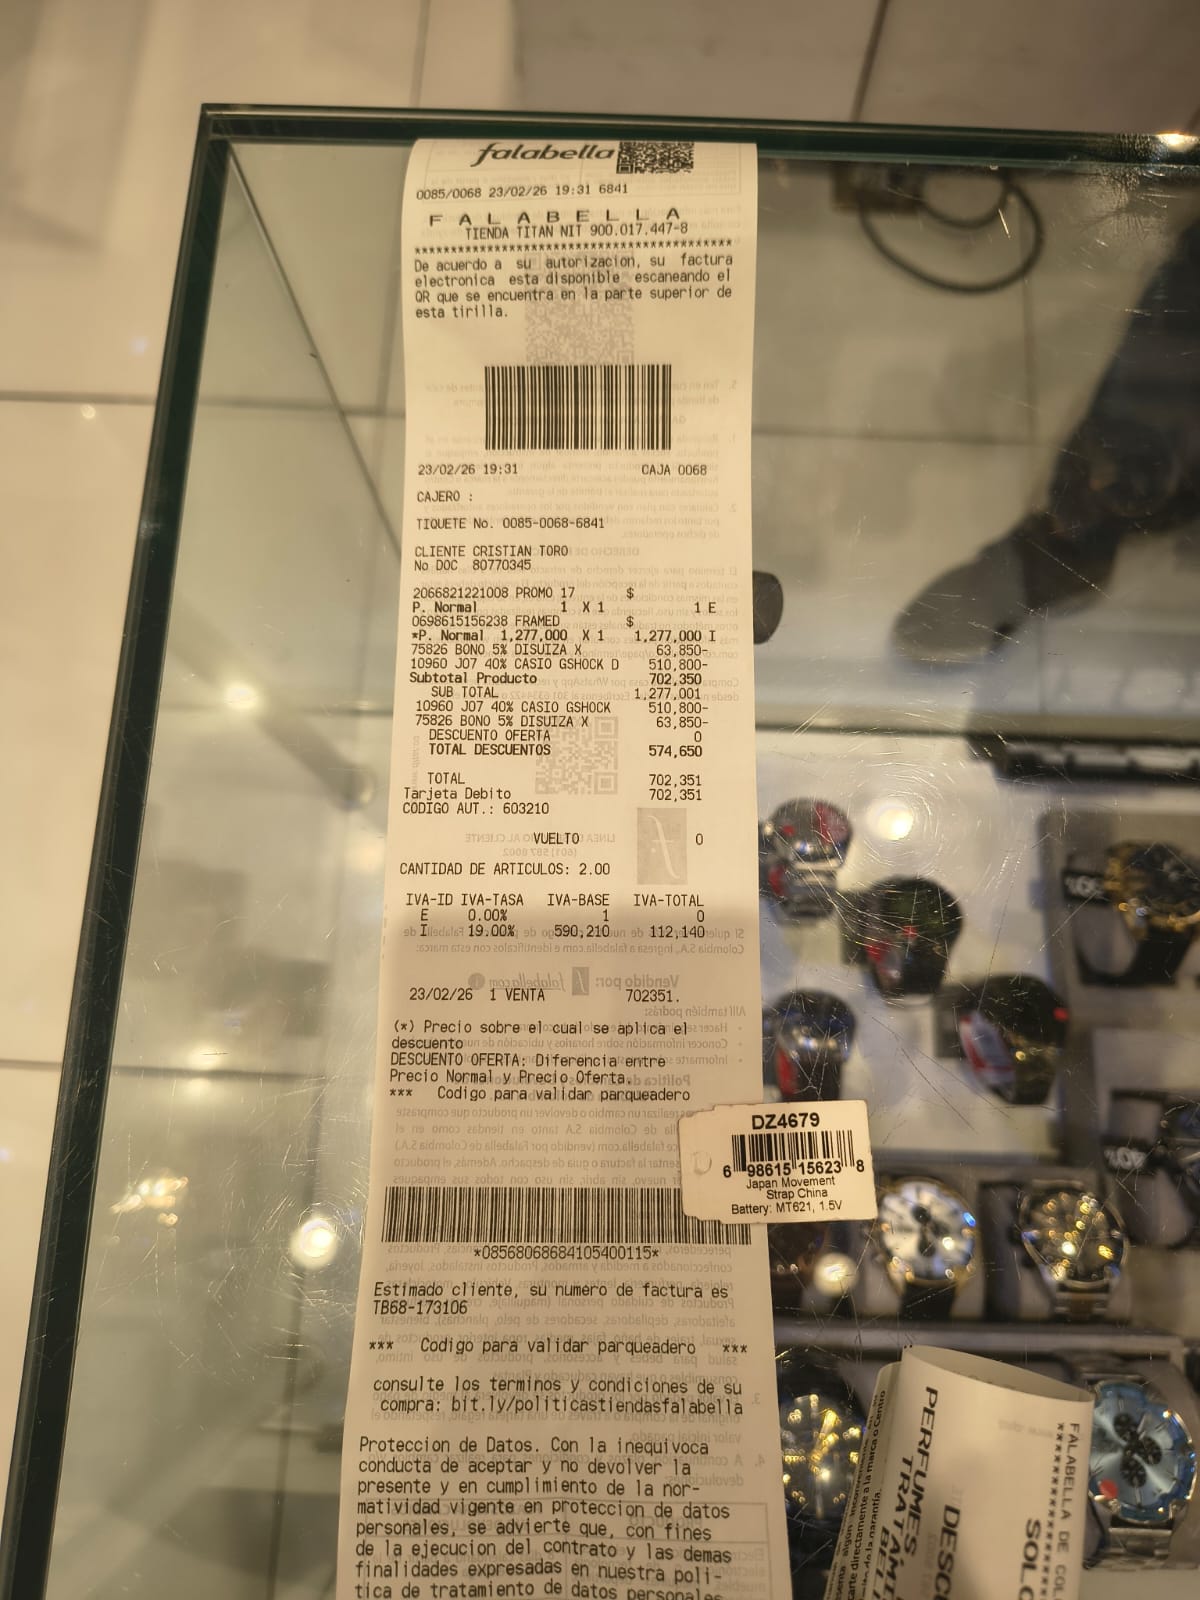 falabella
0085/0068 23/02/26 19:31 6841
F A L A B E L L A
TIENDA TITAN NIT 900.017.447-8
De acuerdo a su autorizacion, su factura
electronica esta disponible escaneando el
QR que se encuentra en la parte superior de
esta tirilla.
23/02/26 19:31 CAJA 0068
CAJERO :
TIQUETE No. 0085-0068-6841
CLIENTE CRISTIAN TORO
No DOC 80770345
2066821221008 PROMO 17 $
P. Normal 1 X 1 1 E
0698615156238 FRAMED $
*P. Normal 1,277,000 X 1 1,277,000 I
75826 BONO 5% DISUIZA X 63,850-
10960 J07 40% CASIO GSHOCK D 510,800-
Subtotal Producto 702,350
SUB TOTAL 1,277,001
10960 J07 40% CASIO GSHOCK 510,800-
75826 BONO 5% DISUIZA X 63,850-
DESCUENTO OFERTA 0
TOTAL DESCUENTOS 574,650
TOTAL 702,351
Tarjeta Debito 702,351
CODIGO AUT.: 603210
VUELTO 0
CANTIDAD DE ARTICULOS: 2.00
IVA-ID IVA-TASA IVA-BASE IVA-TOTAL
E 0.00% 1 0
I 19.00% 590,210 112,140
23/02/26 1 VENTA 702351.
(*) Precio sobre el cual se aplica el
descuento
DESCUENTO OFERTA: Diferencia entre
Precio Normal y Precio Oferta.
*** Codigo para validar parqueadero
DZ4679
6 98615 15623 8
Japan Movement
Strap China
Battery: MT621, 1.5V
*08568068684105400115*
Estimado cliente, su numero de factura es
TB68-173106
*** Codigo para validar parqueadero ***
consulte los terminos y condiciones de su
compra: bit.ly/politicastiendasfalabella
Proteccion de Datos. Con la inequivoca
conducta de aceptar y no devolver la
presente y en cumplimiento de la nor-
matividad vigente en proteccion de datos
personales, se advierte que, con fines
de la ejecucion del contrato y las demas
finalidades expresadas en nuestra poli-
tica de tratamiento de datos personales
FALABELLA DE COL
SOLO
DESC
PERFUMES